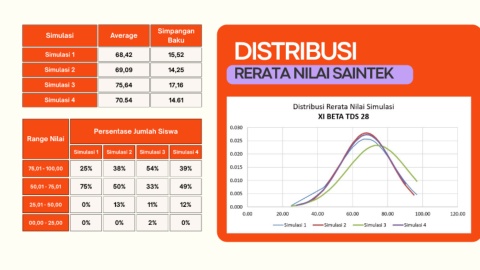 Simulasi Average Simpangan Baku
Simulasi 1 68,42 15,52
Simulasi 2 69,09 14,25
Simulasi 3 75,64 17,16
Simulasi 4 70.54 14.61
Range Nilai Persentase Jumlah Siswa
Simulasi 1 Simulasi 2 Simulasi 3 Simulasi 4
75,01 - 100,00 25% 38% 54% 39%
50,01 - 75,01 75% 50% 33% 49%
25,01 - 50,00 0% 13% 11% 12%
00,00 - 25,00 0% 0% 2% 0%
DISTRIBUSI
RERATA NILAI SAINTEK
Distribusi Rerata Nilai Simulasi
XI BETA TDS 28
0.030
0.025
0.020
0.015
0.010
0.005
0.000
0.00 20.00 40.00 60.00 80.00 100.00 120.00
Simulasi 1 Simulasi 2 Simulasi 3 Simulasi 4